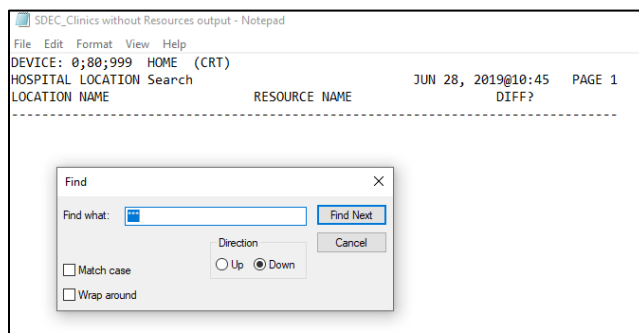 SDEC_Clinics without Resources output - Notepad
File Edit Format View Help
DEVICE: 0;80;999 HOME (CRT)
HOSPITAL LOCATION Search JUN 28, 2019@10:45 PAGE 1
LOCATION NAME RESOURCE NAME DIFF?
--------------------------------------------------------------------------------
Find
Find what: *** Find Next
Direction Cancel
Up Down
Match case
Wrap around